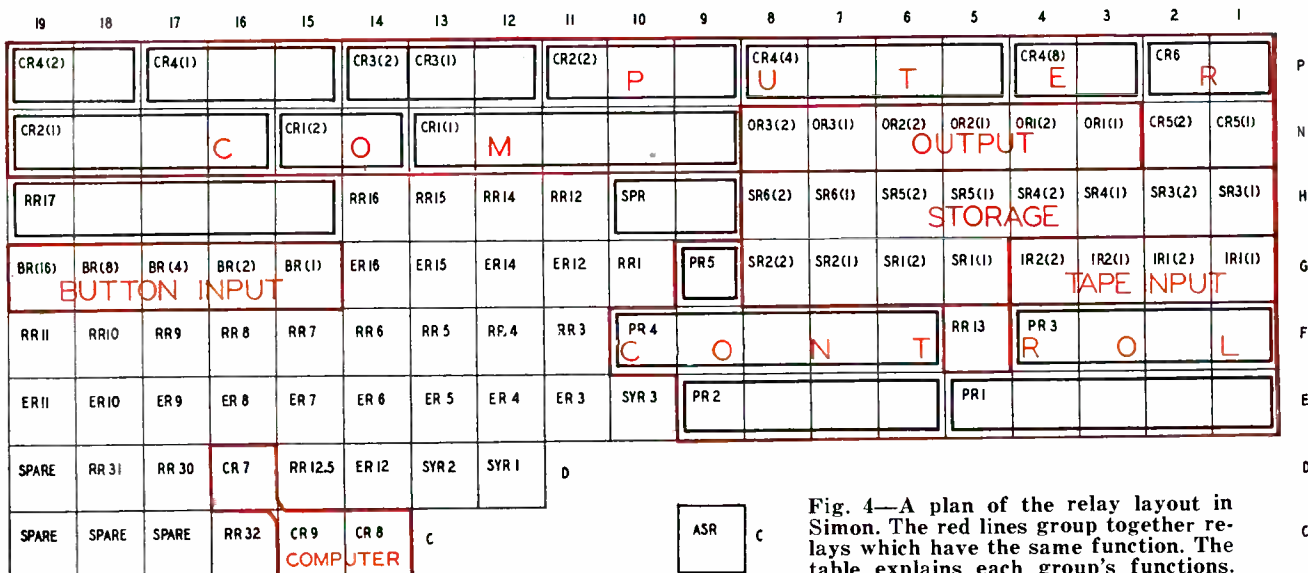 19 18 17 16 15 14 13 12 11 10 9 8 7 6 5 4 3 2 1
CR4(2) CR4(1) CR3(2) CR3(1) CR2(2) CR4(4) CR4(8) CR6 P
P U T E R
CR2(1) CR1(2) CR1(1) OR3(2) OR3(1) OR2(2) OR2(1) OR1(2) OR1(1) CR5(2) CR5(1) N
C O M OUTPUT
RR17 RR16 RR15 RR14 RR12 SPR SR6(2) SR6(1) SR5(2) SR5(1) SR4(2) SR4(1) SR3(2) SR3(1) H
STORAGE
BR(16) BR(8) BR(4) BR(2) BR(1) ER16 ER15 ER14 ER12 RR1 PR5 SR2(2) SR2(1) SR1(2) SR1(1) IR2(2) IR2(1) IR1(2) IR1(1) G
BUTTON INPUT TAPE INPUT
RR11 RR10 RR9 RR8 RR7 RR6 RR5 RR4 RR3 PR4 RR13 PR3 F
C O N T R O L
ER11 ER10 ER9 ER8 ER7 ER6 ER5 ER4 ER3 SYR3 PR2 PR1 E
SPARE RR31 RR30 CR7 RR12.5 ER12 SYR2 SYR1 D D
SPARE SPARE SPARE RR32 CR9 CR8 C ASR C C
COMPUTER
Fig. 4—A plan of the relay layout in
Simon. The red lines group together re-
lays which have the same function. The
table explains each group's functions.